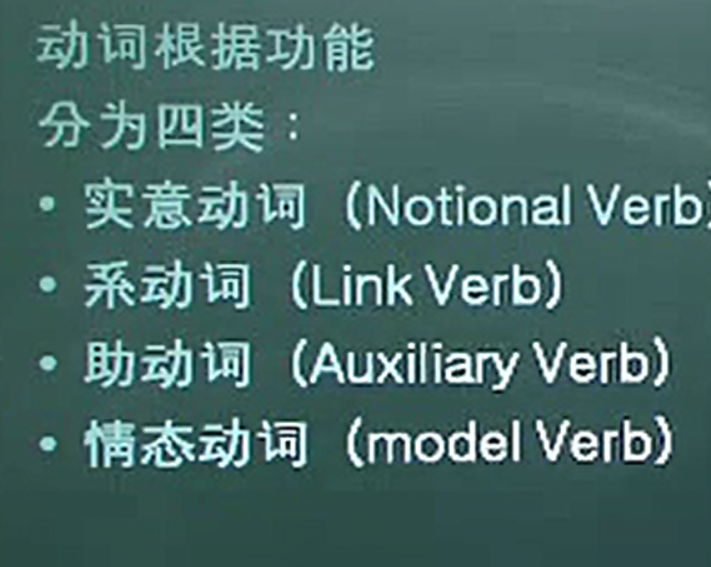 动词根据功能
分为四类：
• 实意动词（Notional Verb）
• 系动词（Link Verb）
• 助动词（Auxiliary Verb）
• 情态动词（model Verb）